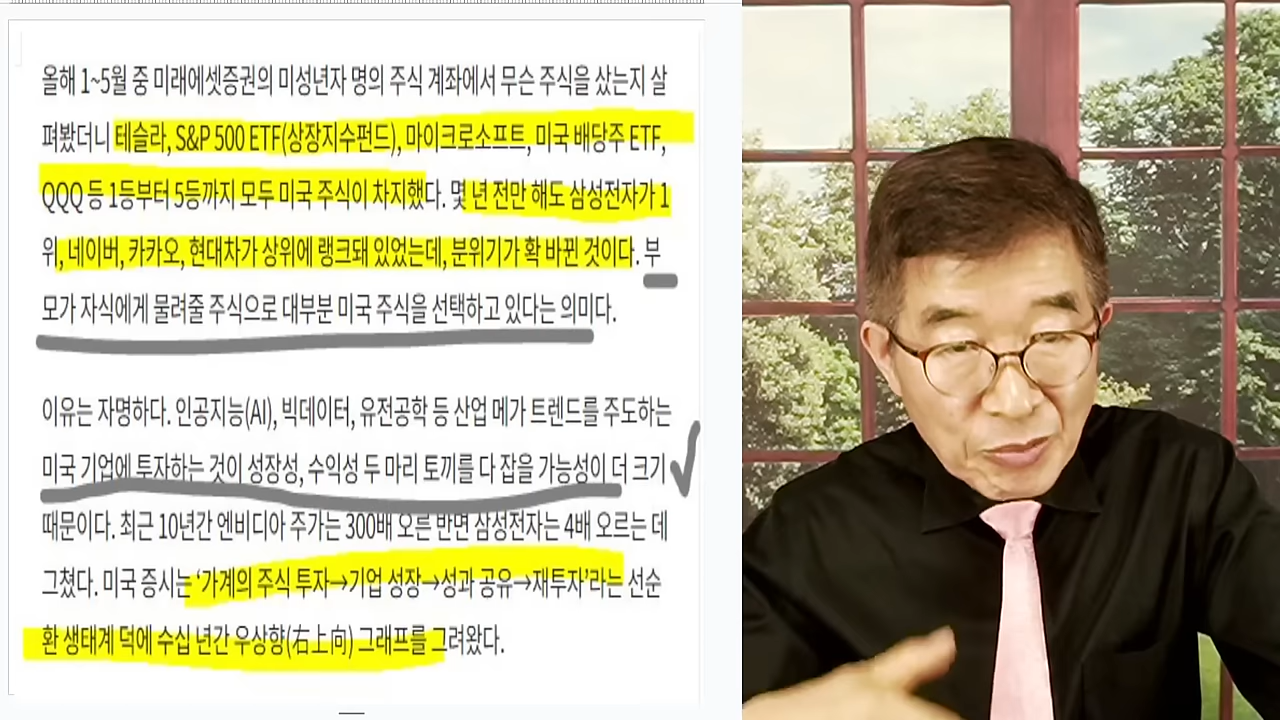 올해 1~5월 중 미래에셋증권의 미성년자 명의 주식 계좌에서 무슨 주식을 샀는지 살
펴봤더니 테슬라, S&P 500 ETF(상장지수펀드), 마이크로소프트, 미국 배당주 ETF,
QQQ 등 1등부터 5등까지 모두 미국 주식이 차지했다. 몇 년 전만 해도 삼성전자가 1
위, 네이버, 카카오, 현대차가 상위에 랭크돼 있었는데, 분위기가 확 바뀐 것이다. 부
모가 자식에게 물려줄 주식으로 대부분 미국 주식을 선택하고 있다는 의미다.
이유는 자명하다. 인공지능(AI), 빅데이터, 유전공학 등 산업 메가 트렌드를 주도하는
미국 기업에 투자하는 것이 성장성, 수익성 두 마리 토끼를 다 잡을 가능성이 더 크기
때문이다. 최근 10년간 엔비디아 주가는 300배 오른 반면 삼성전자는 4배 오르는 데
그쳤다. 미국 증시는 ‘가계의 주식 투자→기업 성장→성과 공유→재투자’라는 선순
환 생태계 덕에 수십 년간 우상향(右上向) 그래프를 그려왔다.